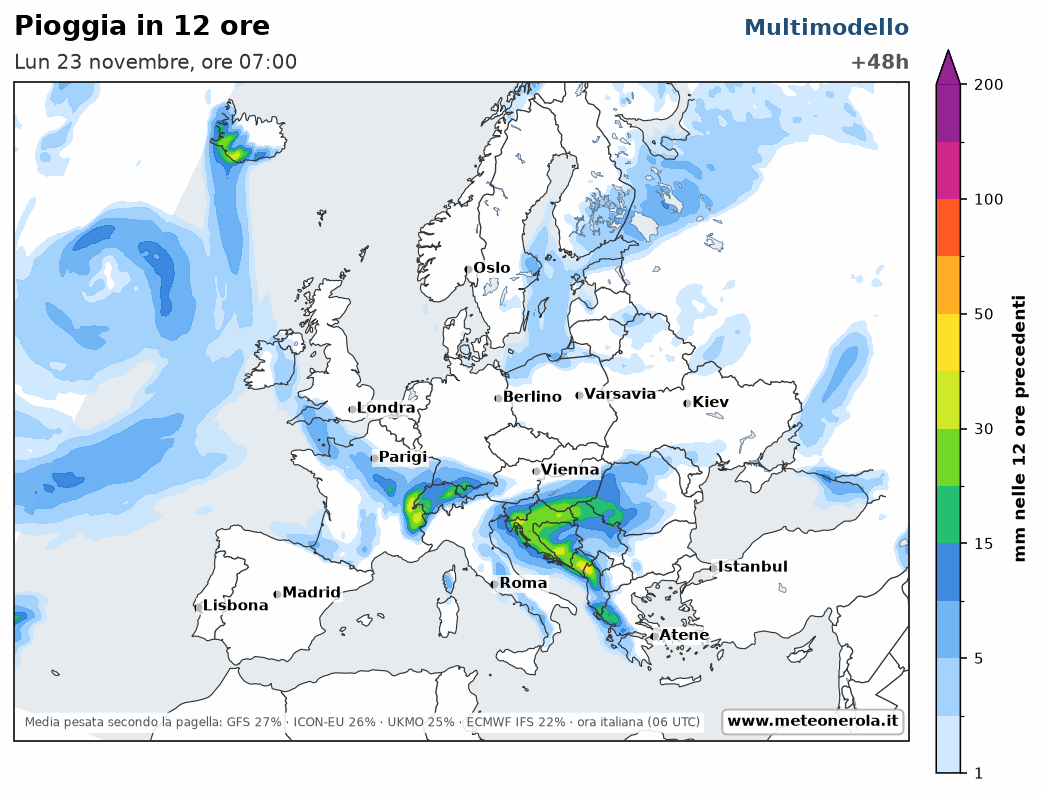 Pioggia in 12 ore
Multimodello
Lun 23 novembre, ore 07:00
+48h
200
100
50
30
15
5
1
mm nelle 12 ore precedenti
Oslo
Berlino
Varsavia
Kiev
Londra
Parigi
Vienna
Istanbul
Roma
Madrid
Lisbona
Atene
Media pesata secondo la pagella: GFS 27% · ICON-EU 26% · UKMO 25% · ECMWF IFS 22% · ora italiana (06 UTC)
www.meteonerola.it